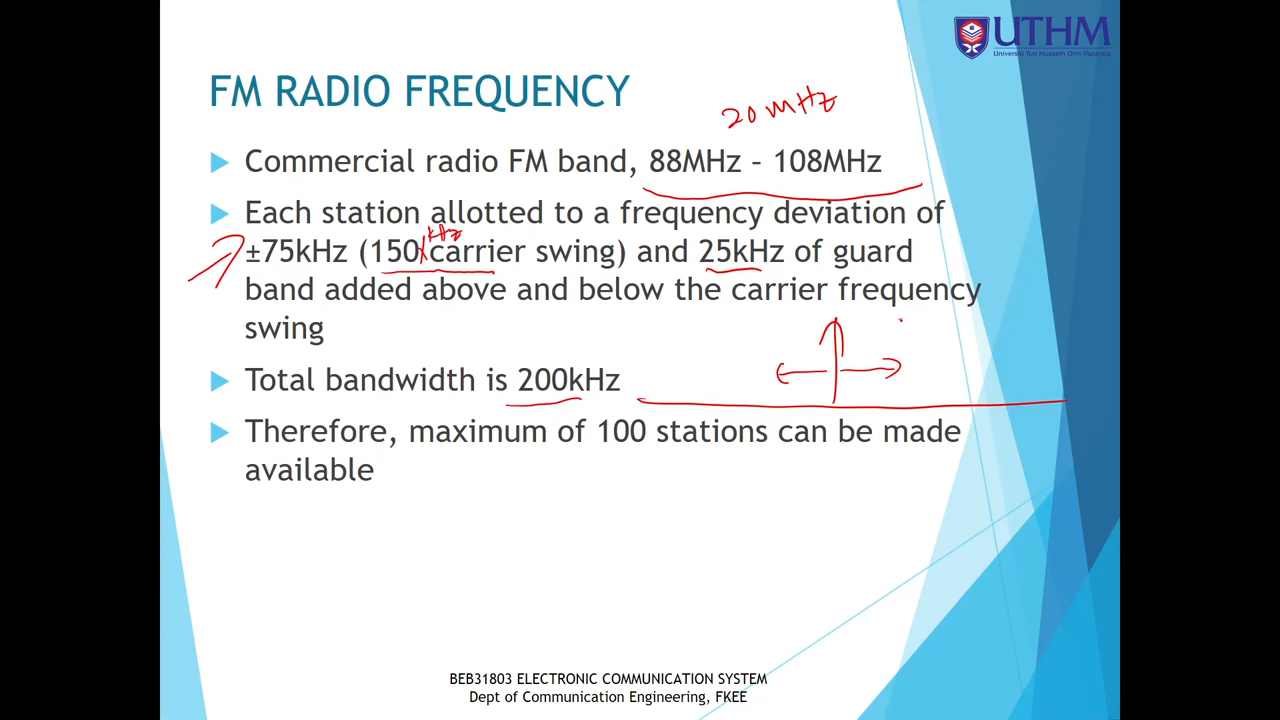 UTHM
Universiti Tun Hussein Onn Malaysia
FM RADIO FREQUENCY
20 MHz
Commercial radio FM band, 88MHz – 108MHz
Each station allotted to a frequency deviation of
kHz
±75kHz (150 carrier swing) and 25kHz of guard
band added above and below the carrier frequency
swing
Total bandwidth is 200kHz
Therefore, maximum of 100 stations can be made
available
BEB31803 ELECTRONIC COMMUNICATION SYSTEM
Dept of Communication Engineering, FKEE